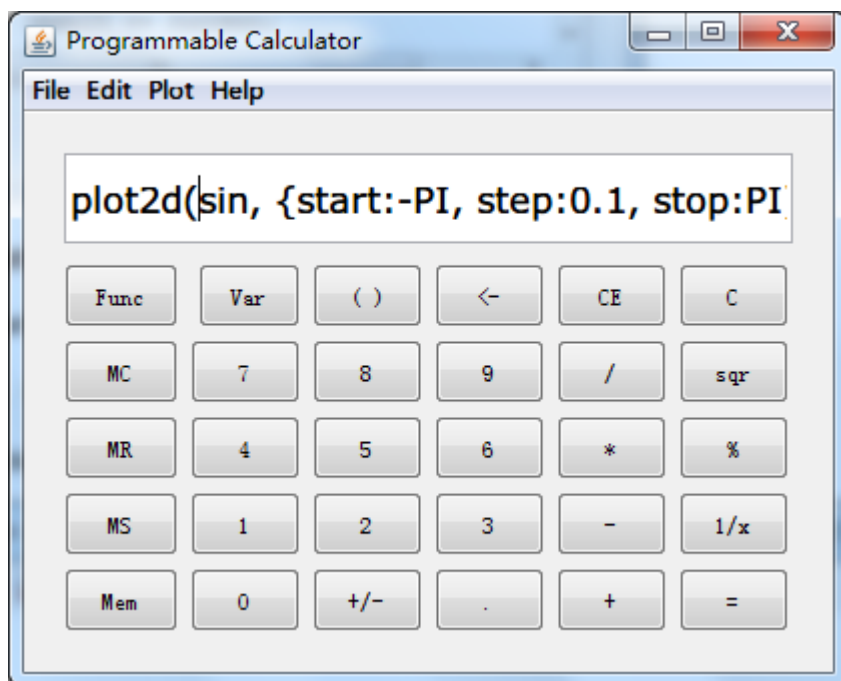 Programmable Calculator
File Edit Plot Help
plot2d(sin, {start:-PI, step:0.1, stop:PI
Func Var ( ) <- CE C
MC 7 8 9 / sqr
MR 4 5 6 * %
MS 1 2 3 - 1/x
Mem 0 +/- . + =